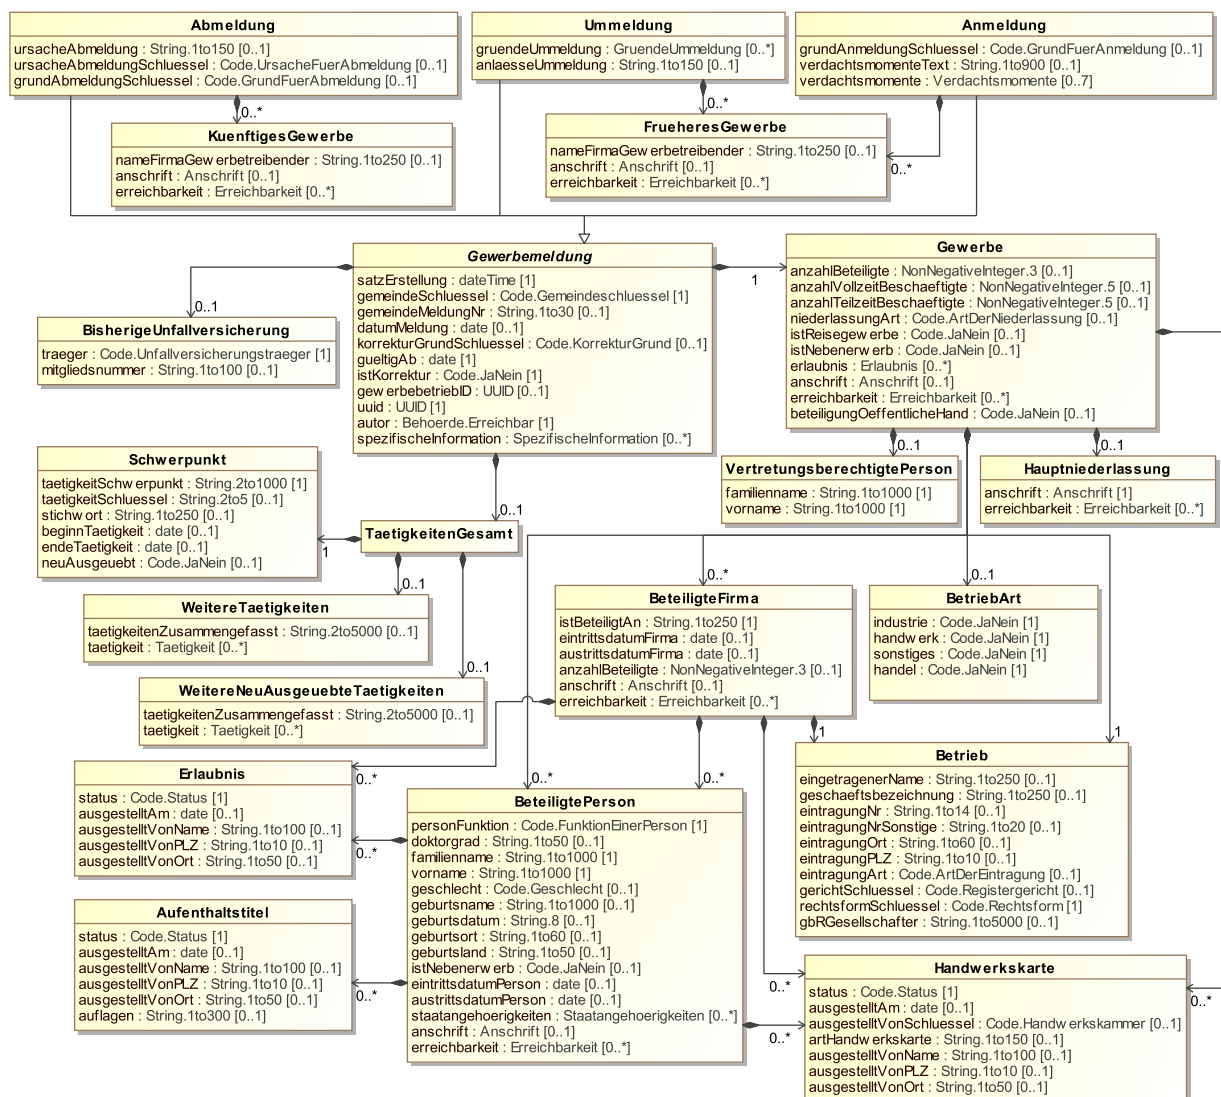 Abmeldung
ursacheAbmeldung : String.1to150 [0..1]
ursacheAbmeldungSchluessel : Code.UrsacheFuerAbmeldung [0..1]
grundAbmeldungSchluessel : Code.GrundFuerAbmeldung [0..1]
Ummeldung
gruendeUmmeldung : GruendeUmmeldung [0..*]
anlaesseUmmeldung : String.1to150 [0..1]
Anmeldung
grundAnmeldungSchluessel : Code.GrundFuerAnmeldung [0..1]
verdachtsmomenteText : String.1to900 [0..1]
verdachtsmomente : Verdachtsmomente [0..7]
0..*
0..*
0..*
KuenftigesGewerbe
nameFirmaGewerbetreibender : String.1to250 [0..1]
anschrift : Anschrift [0..1]
erreichbarkeit : Erreichbarkeit [0..*]
FrueheresGewerbe
nameFirmaGewerbetreibender : String.1to250 [0..1]
anschrift : Anschrift [0..1]
erreichbarkeit : Erreichbarkeit [0..*]
Gewerbemeldung
satzErstellung : dateTime [1]
gemeindeSchluessel : Code.Gemeindeschluessel [1]
gemeindeMeldungNr : String.1to30 [0..1]
datumMeldung : date [0..1]
korrekturGrundSchluessel : Code.KorrekturGrund [0..1]
gueltigAb : date [1]
istKorrektur : Code.JaNein [1]
gewerbebetriebID : UUID [0..1]
uuid : UUID [1]
autor : Behoerde.Erreichbar [1]
spezifischeInformation : SpezifischeInformation [0..*]
1
Gewerbe
anzahlBeteiligte : NonNegativeInteger.3 [0..1]
anzahlVollzeitBeschaeftigte : NonNegativeInteger.5 [0..1]
anzahlTeilzeitBeschaeftigte : NonNegativeInteger.5 [0..1]
niederlassungArt : Code.ArtDerNiederlassung [0..1]
istReisegewerbe : Code.JaNein [0..1]
istNebenerwerb : Code.JaNein [0..1]
erlaubnis : Erlaubnis [0..*]
anschrift : Anschrift [0..1]
erreichbarkeit : Erreichbarkeit [0..*]
beteiligungOeffentlicheHand : Code.JaNein [0..1]
0..1
BisherigeUnfallversicherung
traeger : Code.Unfallversicherungstraeger [1]
mitgliedsnummer : String.1to100 [0..1]
0..1
0..1
VertretungsberechtigtePerson
familienname : String.1to1000 [1]
vorname : String.1to1000 [1]
Hauptniederlassung
anschrift : Anschrift [1]
erreichbarkeit : Erreichbarkeit [0..*]
Schwerpunkt
taetigkeitSchwerpunkt : String.2to1000 [1]
taetigkeitSchluessel : String.2to5 [0..1]
stichwort : String.1to250 [0..1]
beginnTaetigkeit : date [0..1]
endeTaetigkeit : date [0..1]
neuAusgeuebt : Code.JaNein [0..1]
0..1
1
TaetigkeitenGesamt
0..1
0..1
WeitereTaetigkeiten
taetigkeitenZusammengefasst : String.2to5000 [0..1]
taetigkeit : Taetigkeit [0..*]
WeitereNeuAusgeuebteTaetigkeiten
taetigkeitenZusammengefasst : String.2to5000 [0..1]
taetigkeit : Taetigkeit [0..*]
0..*
0..1
BeteiligteFirma
istBeteiligtAn : String.1to250 [1]
eintrittsdatumFirma : date [0..1]
austrittsdatumFirma : date [0..1]
anzahlBeteiligte : NonNegativeInteger.3 [0..1]
anschrift : Anschrift [0..1]
erreichbarkeit : Erreichbarkeit [0..*]
BetriebArt
industrie : Code.JaNein [1]
handwerk : Code.JaNein [1]
sonstiges : Code.JaNein [1]
handel : Code.JaNein [1]
1
1
Betrieb
eingetragenerName : String.1to250 [0..1]
geschaeftsbezeichnung : String.1to250 [0..1]
eintragungNr : String.1to14 [0..1]
eintragungNrSonstige : String.1to20 [0..1]
eintragungOrt : String.1to60 [0..1]
eintragungPLZ : String.1to10 [0..1]
eintragungArt : Code.ArtDerEintragung [0..1]
gerichtSchluessel : Code.Registergericht [0..1]
rechtsformSchluessel : Code.Rechtsform [1]
gbRGesellschafter : String.1to5000 [0..1]
0..*
0..*
0..*
Erlaubnis
status : Code.Status [1]
ausgestelltAm : date [0..1]
ausgestelltVonName : String.1to100 [0..1]
ausgestelltVonPLZ : String.1to10 [0..1]
ausgestelltVonOrt : String.1to50 [0..1]
0..*
BeteiligtePerson
personFunktion : Code.FunktionEinerPerson [1]
doktorgrad : String.1to50 [0..1]
familienname : String.1to1000 [1]
vorname : String.1to1000 [1]
geschlecht : Code.Geschlecht [0..1]
geburtsname : String.1to1000 [0..1]
geburtsdatum : String.8 [0..1]
geburtsort : String.1to60 [0..1]
geburtsland : String.1to50 [0..1]
istNebenerwerb : Code.JaNein [0..1]
eintrittsdatumPerson : date [0..1]
austrittsdatumPerson : date [0..1]
staatangehoerigkeiten : Staatangehoerigkeiten [0..*]
anschrift : Anschrift [0..1]
erreichbarkeit : Erreichbarkeit [0..*]
Aufenthaltstitel
status : Code.Status [1]
ausgestelltAm : date [0..1]
ausgestelltVonName : String.1to100 [0..1]
ausgestelltVonPLZ : String.1to10 [0..1]
ausgestelltVonOrt : String.1to50 [0..1]
auflagen : String.1to300 [0..1]
0..*
0..*
0..*
0..*
Handwerkskarte
status : Code.Status [1]
ausgestelltAm : date [0..1]
ausgestelltVonSchluessel : Code.Handwerkskammer [0..1]
artHandwerkskarte : String.1to150 [0..1]
ausgestelltVonName : String.1to100 [0..1]
ausgestelltVonPLZ : String.1to10 [0..1]
ausgestelltVonOrt : String.1to50 [0..1]